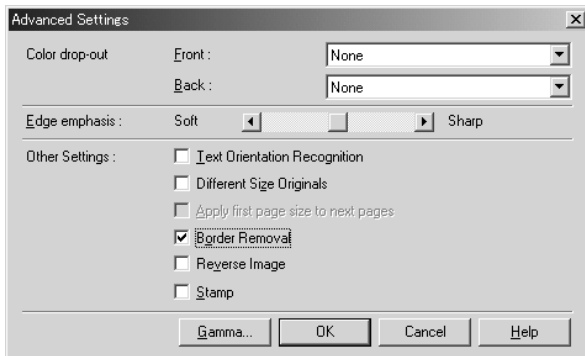 Advanced Settings
Color drop-out Front : None
Back : None
Edge emphasis : Soft Sharp
Other Settings : Text Orientation Recognition
Different Size Originals
Apply first page size to next pages
Border Removal
Reverse Image
Stamp
Gamma... OK Cancel Help